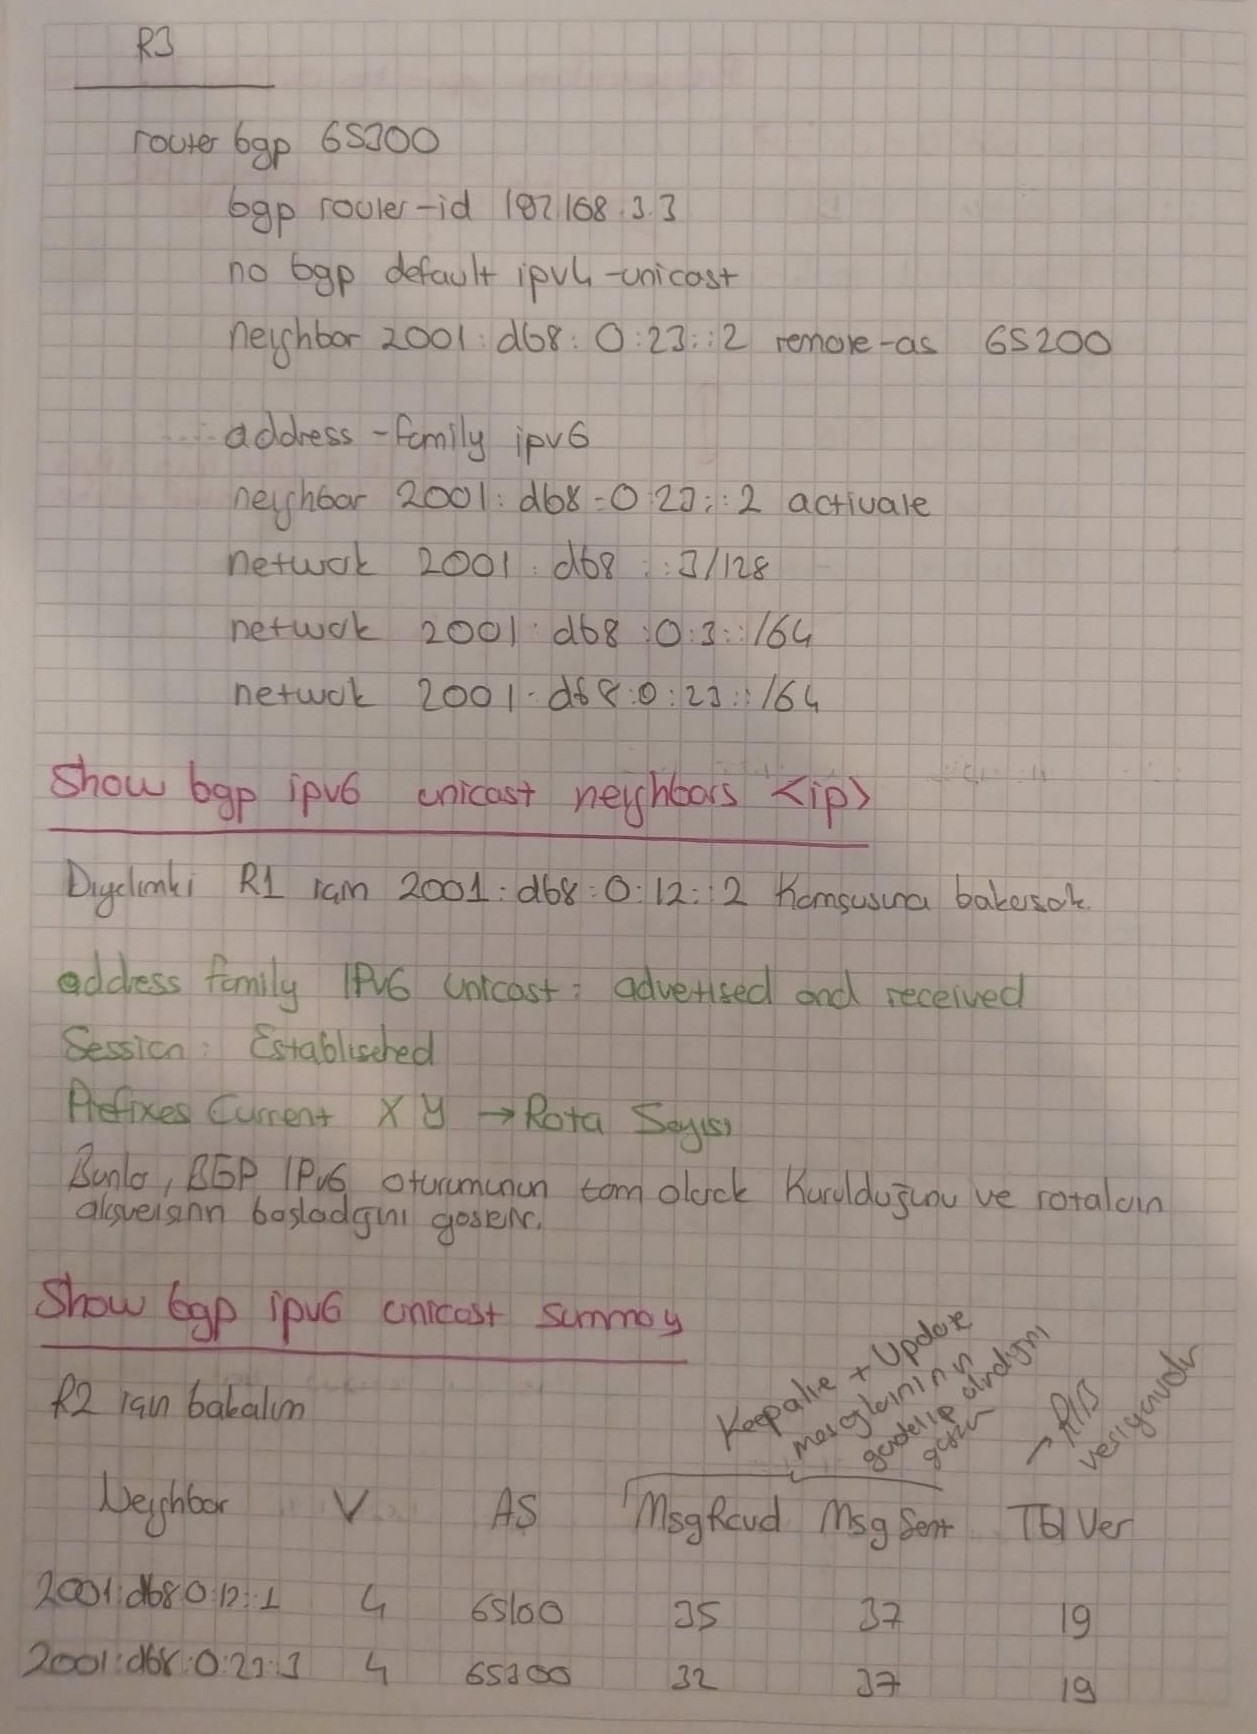 R3
router bgp 65300
bgp router-id 192.168.3.3
no bgp default ipv4-unicast
neighbor 2001:db8:0:23::2 remote-as 65200
address-family ipv6
neighbor 2001:db8:0:23::2 activate
network 2001:db8::3/128
network 2001:db8:0:3::/64
network 2001:db8:0:23::/64
Show bgp ipv6 unicast neighbors <ip>
Diyelimki R1 için 2001:db8:0:12::2 Komşusuna bakarsak.
address family IPv6 Unicast: advertised and received
Session: Establisched
Prefixes Current X Y → Rota Sayısı
Bunlar, BGP IPv6 oturumunun tam olarak Kurulduğunu ve rotaların
alışverişinin başladığını gösterir.
Show bgp ipv6 unicast summary
R2 için bakalım
Keepalive + Update
mesajlarının
gidip alındığını
→ RIB
versiyonudur
Neighbor V AS MsgRcvd MsgSent TblVer
2001:db8:0:12::1 4 65100 35 37 19
2001:db8:0:23::3 4 65300 32 37 19